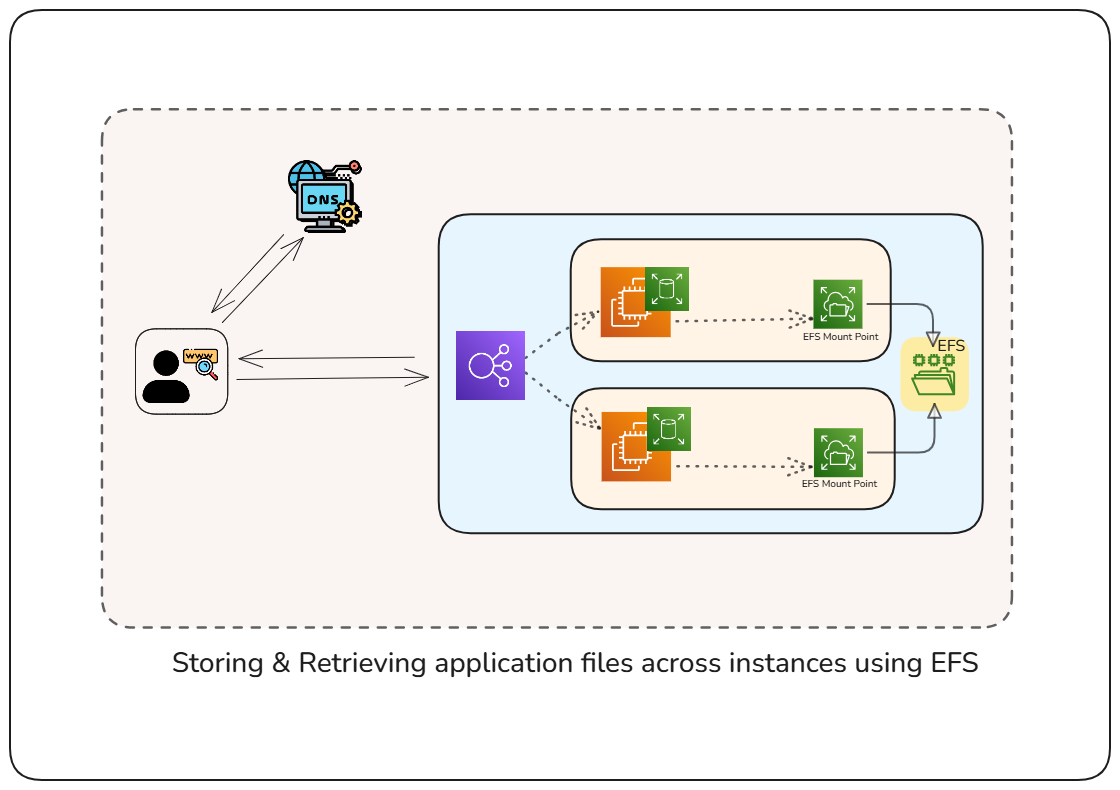 DNS
www
EFS Mount Point
EFS
EFS Mount Point
Storing & Retrieving application files across instances using EFS